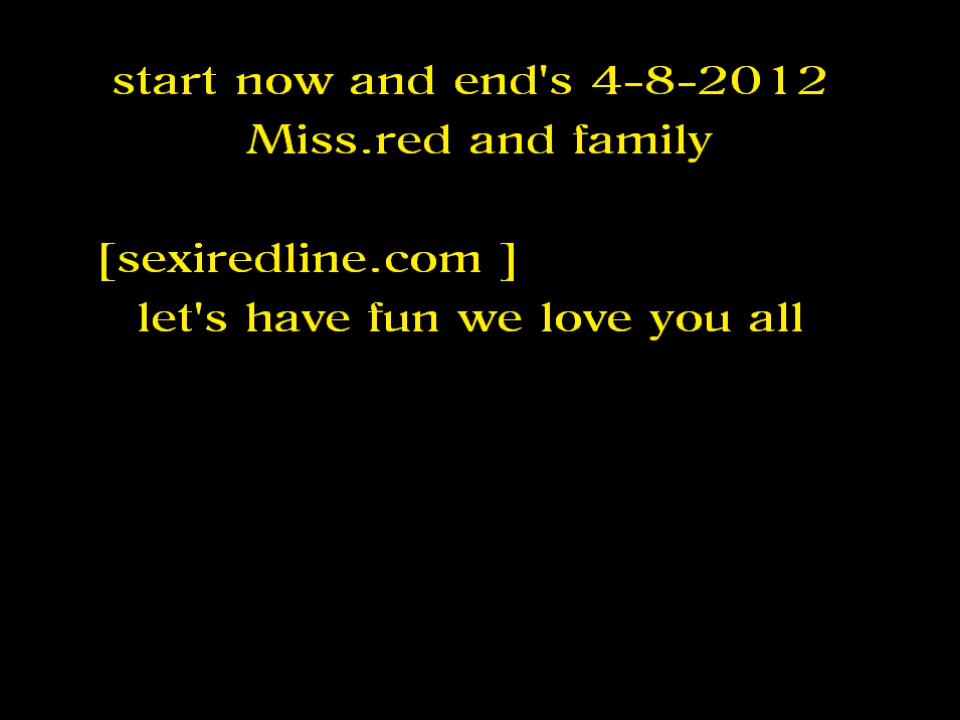 start now and end's 4-8-2012
Miss.red and family
[sexiredline.com ]
let's have fun we love you all